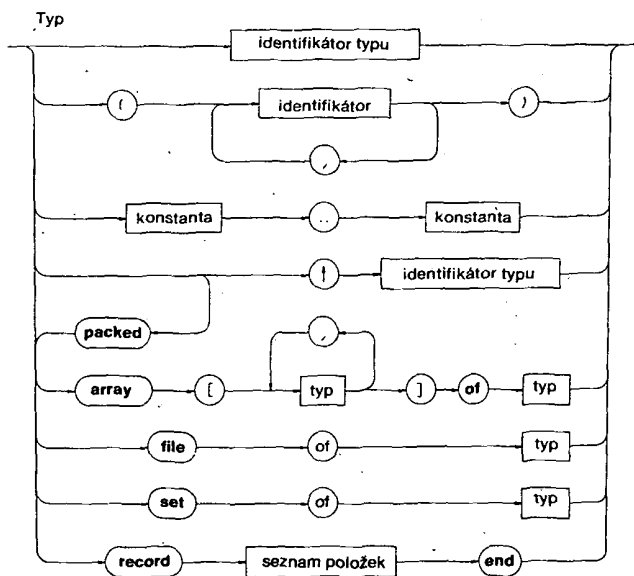 Typ
identifikátor typu
( identifikátor )
,
konstanta .. konstanta
↑ identifikátor typu
packed
,
array [ typ ] of typ
file of typ
set of typ
record seznam položek end